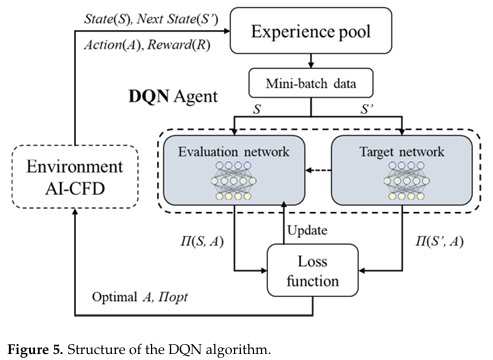 State(S), Next State(S’)
Action(A), Reward(R)
Experience pool
Mini-batch data
DQN Agent
S
S’
Evaluation network
Target network
Environment
AI-CFD
Π(S, A)
Update
Π(S’, A)
Loss
function
Optimal A, Πopt
Figure 5. Structure of the DQN algorithm.